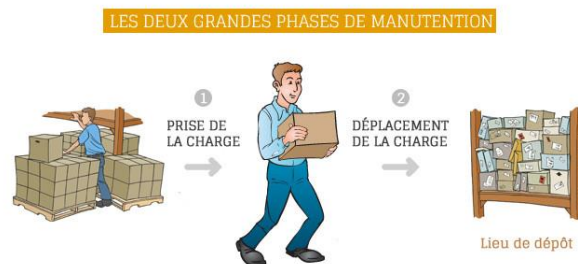 LES DEUX GRANDES PHASES DE MANUTENTION
1
PRISE DE
LA CHARGE
2
DÉPLACEMENT
DE LA CHARGE
Lieu de dépôt